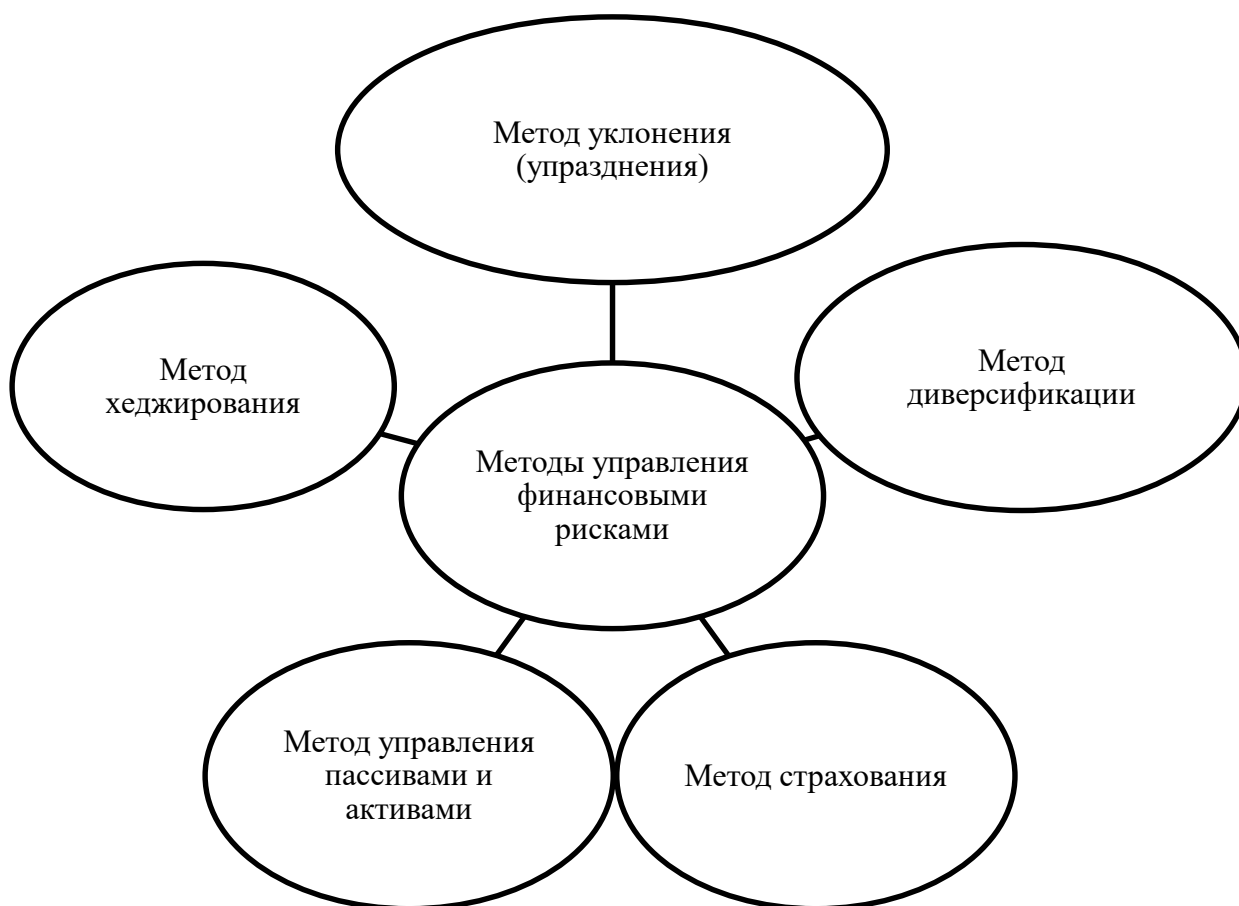 Метод уклонения
(упразднения)
Метод
хеджирования
Метод
диверсификации
Методы управления
финансовыми
рисками
Метод управления
пассивами и
активами
Метод страхования